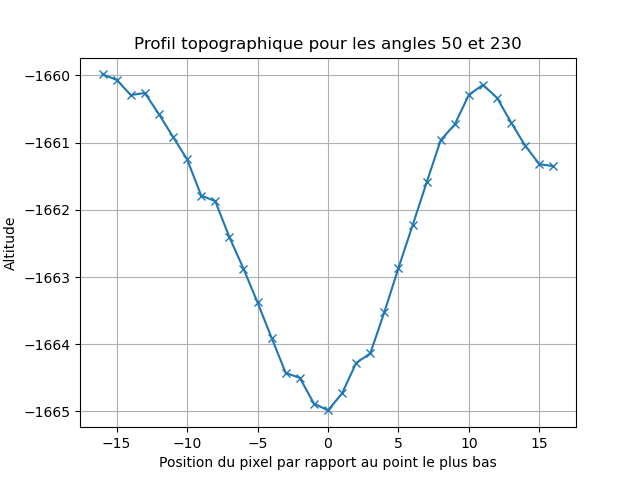 Profil topographique pour les angles 50 et 230
−1660
−1661
−1662
−1663
−1664
−1665
Altitude
−15 −10 −5 0 5 10 15
Position du pixel par rapport au point le plus bas